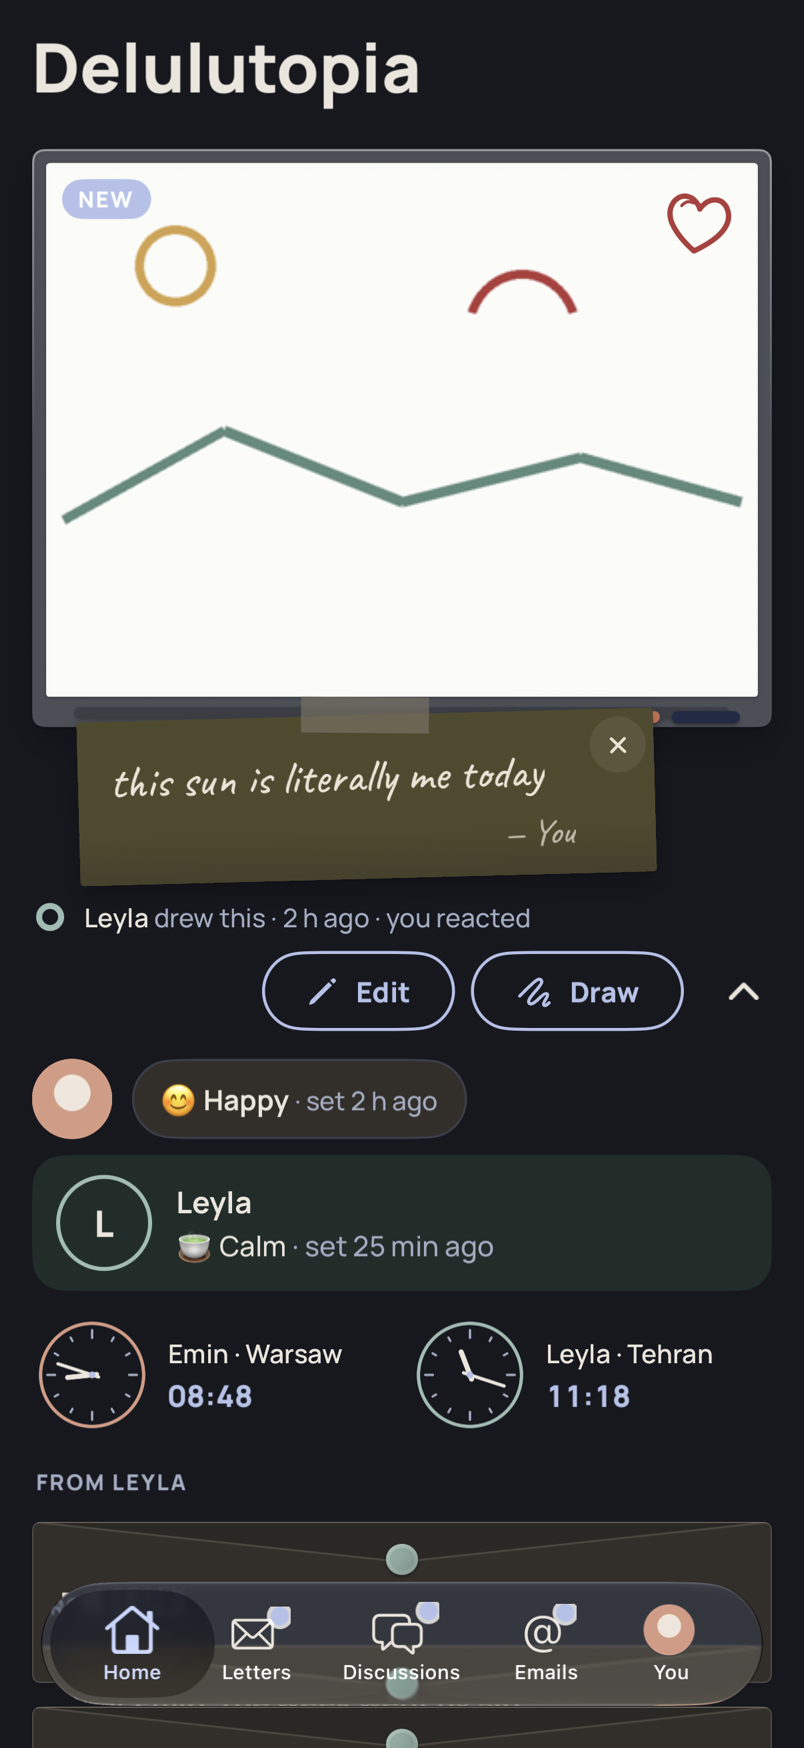 Delulutopia
NEW
this sun is literally me today
— You
Leyla drew this · 2 h ago · you reacted
Edit
Draw
😊 Happy · set 2 h ago
L
Leyla
🍵 Calm · set 25 min ago
Emin · Warsaw
08:48
Leyla · Tehran
11:18
FROM LEYLA
Home
Letters
Discussions
Emails
You